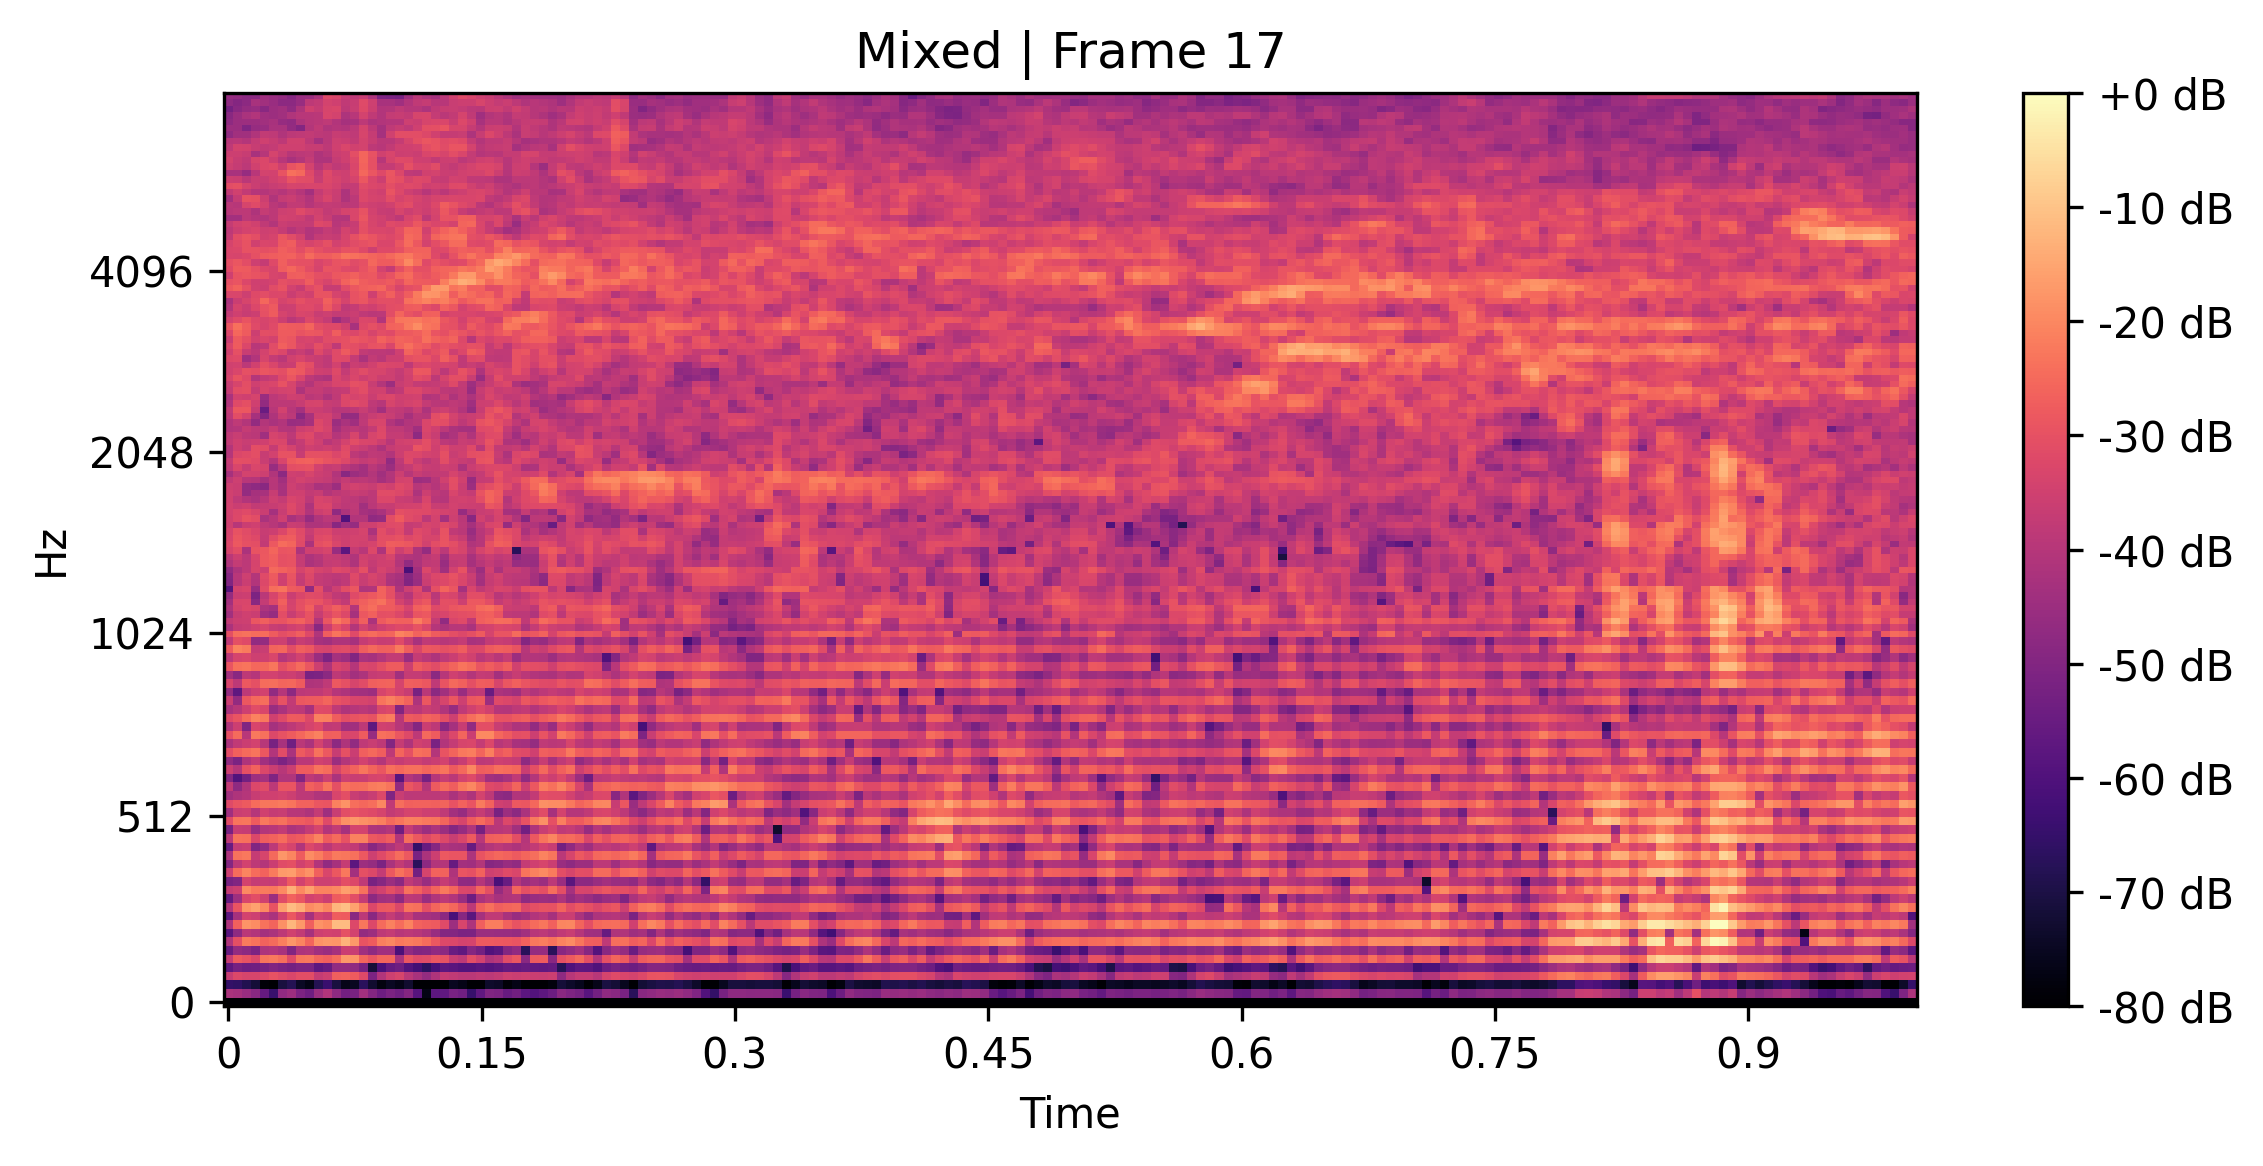 Mixed | Frame 17
+0 dB
-10 dB
-20 dB
-30 dB
-40 dB
-50 dB
-60 dB
-70 dB
-80 dB
4096
2048
1024
512
0
Hz
0 0.15 0.3 0.45 0.6 0.75 0.9
Time